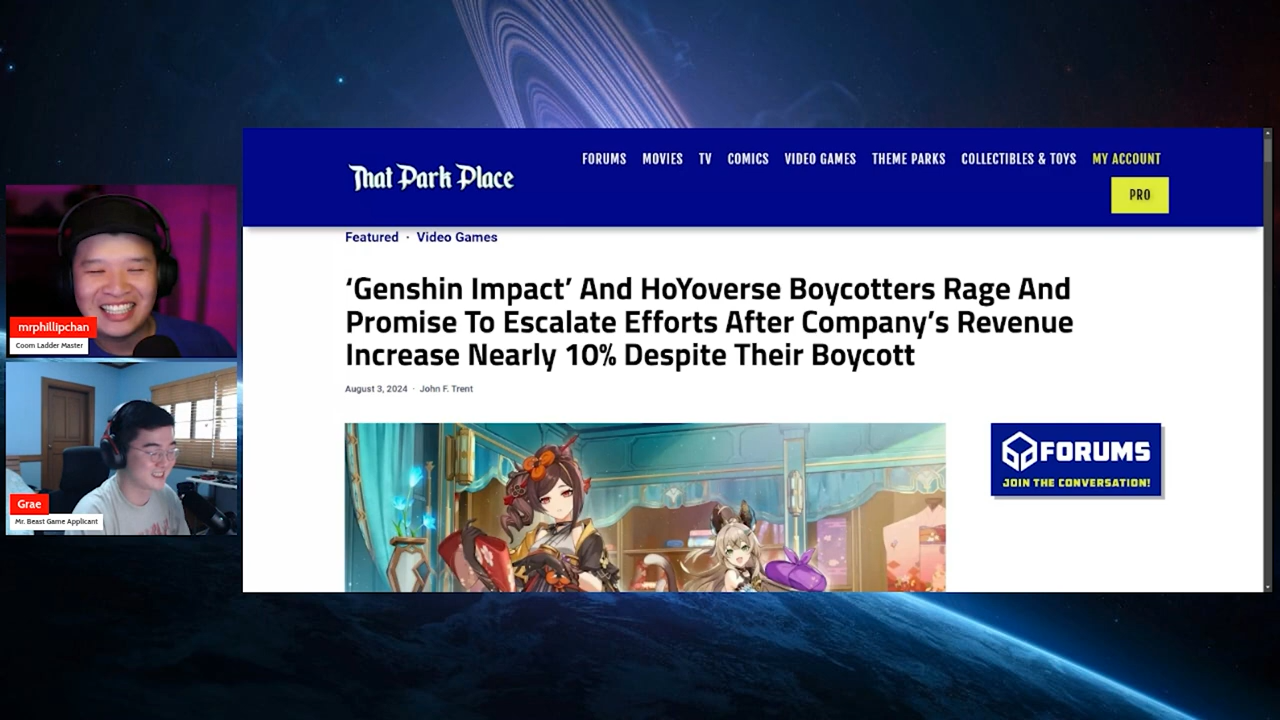 That Park Place
FORUMS MOVIES TV COMICS VIDEO GAMES THEME PARKS COLLECTIBLES & TOYS MY ACCOUNT
PRO
Featured · Video Games
‘Genshin Impact’ And HoYoverse Boycotters Rage And
Promise To Escalate Efforts After Company’s Revenue
Increase Nearly 10% Despite Their Boycott
August 3, 2024 · John F. Trent
FORUMS
JOIN THE CONVERSATION!
mrphillipchan
Coom Ladder Master
Grae
Mr. Beast Game Applicant